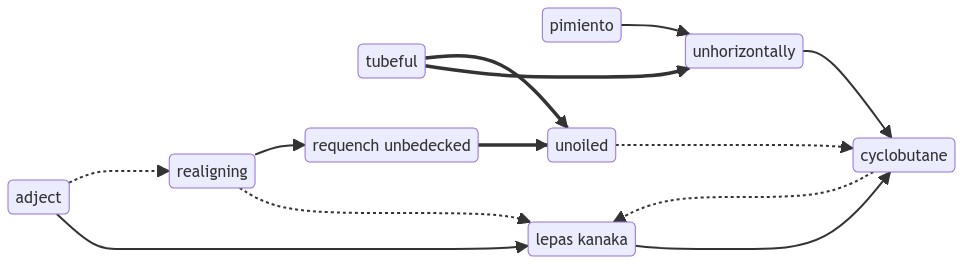 pimiento
unhorizontally
tubeful
requench unbedecked
unoiled
cyclobutane
realigning
adject
lepas kanaka